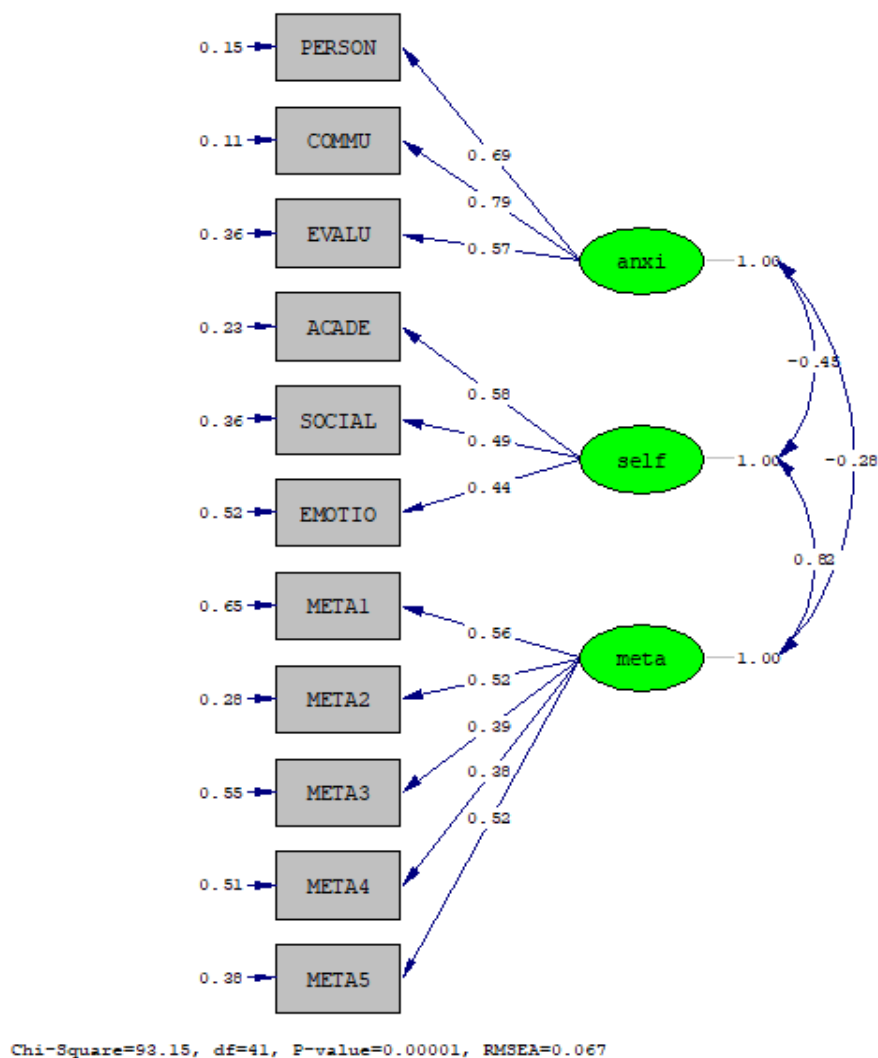 0.15 PERSON
0.69
0.11 COMMU
0.79
0.36 EVALU
0.57
anxi 1.00
0.23 ACADE
-0.45
0.58
0.36 SOCIAL
0.49
self 1.00
-0.28
0.44
0.52 EMOTIO
0.82
0.65 META1
0.56
meta 1.00
0.52
0.28 META2
0.39
0.38
0.55 META3
0.52
0.51 META4
0.38 META5
Chi-Square=93.15, df=41, P-value=0.00001, RMSEA=0.067